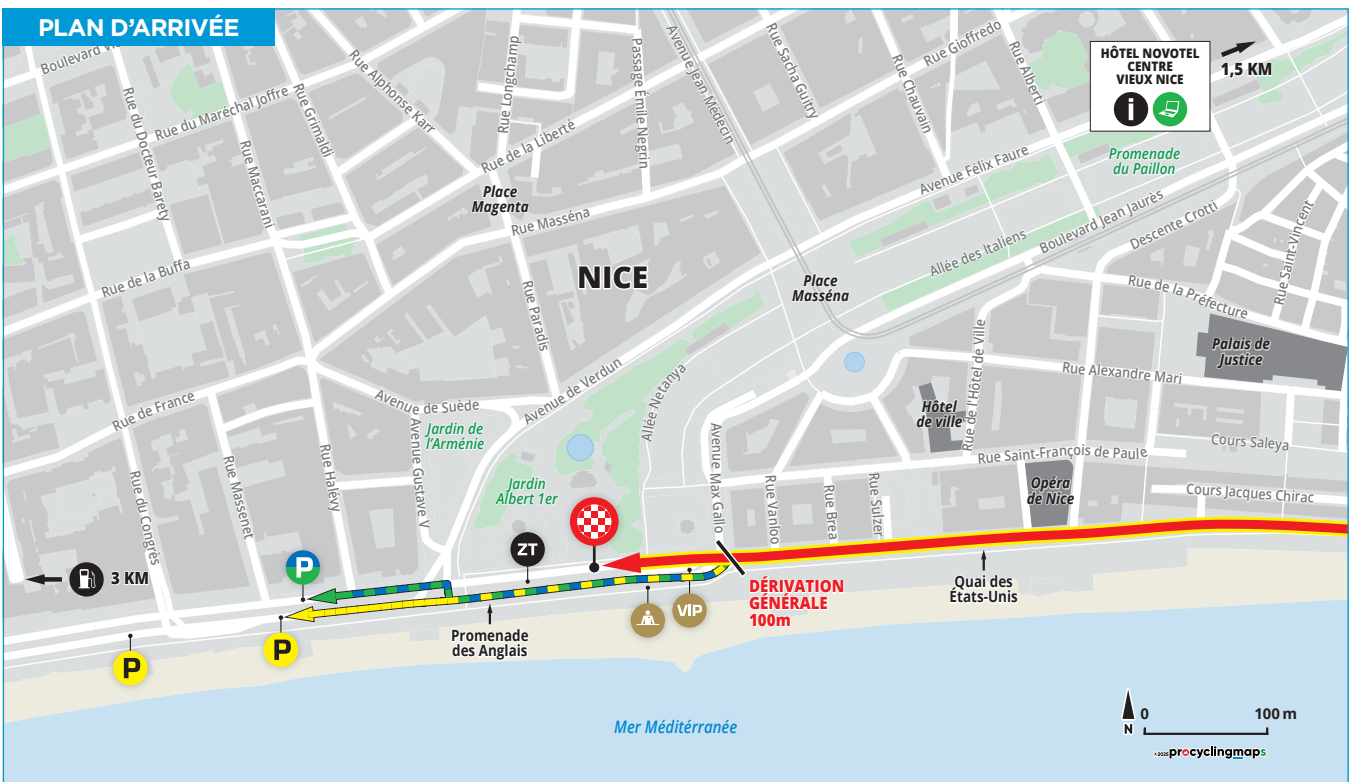 PLAN D'ARRIVÉE
Boulevard Vi
Rue du Docteur Barety
Rue du Maréchal Joffre
Rue Maccarani
Rue Grimaldi
Rue Alphonse Karr
Rue Longchamp
Rue de la Liberté
Passage Émile Negrin
Avenue Jean Médecin
Rue Sacha Guitry
Rue Chauvain
Rue Gioffredo
Rue Alberti
HÔTEL NOVOTEL
CENTRE
VIEUX NICE
i
1,5 KM
Promenade
du Paillon
Avenue Félix Faure
Boulevard Jean Jaurès
Allée des Italiens
Descente Crotti
Rue Saint-Vincent
Rue de la Préfecture
Palais de
Justice
Place
Magenta
Rue Masséna
NICE
Place
Masséna
Rue de la Buffa
Rue Paradis
Rue de France
Avenue de Suède
Avenue de Verdun
Allée Netanya
Jardin de
l'Arménie
Avenue Gustave V
Jardin
Albert 1er
Avenue Max Gallo
Rue de l'Hôtel de Ville
Rue Alexandre Mari
Hôtel
de ville
Rue Saint-François de Paule
Cours Saleya
Cours Jacques Chirac
Opéra
de Nice
Rue du Congrès
Rue Massenet
Rue Halévy
Rue Vanloo
Rue Brea
Rue Sulzer
ZT
3 KM
P
P
P
VIP
DÉRIVATION
GÉNÉRALE
100m
Quai des
États-Unis
Promenade
des Anglais
Mer Méditérranée
N
0
100 m
©2025 procyclingmaps